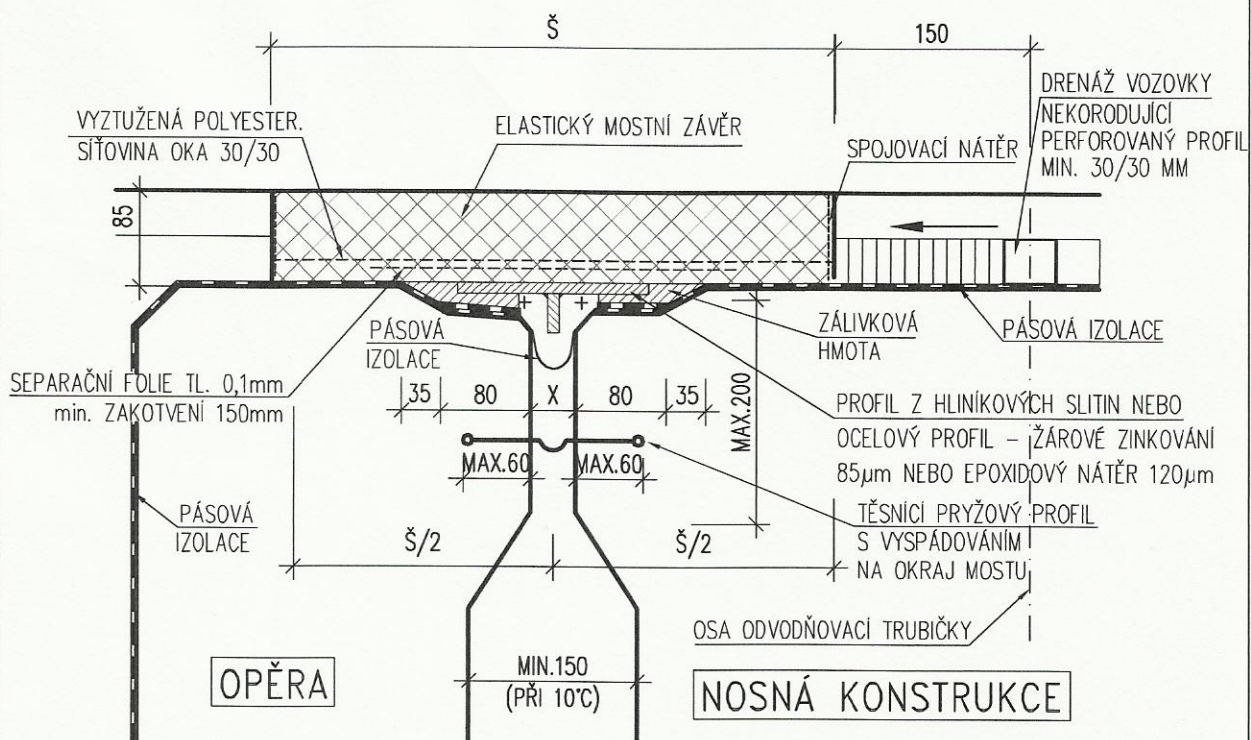 Š
150
DRENÁŽ VOZOVKY
NEKORODUJÍCÍ
PERFOROVANÝ PROFIL
MIN. 30/30 MM
VYZTUŽENÁ POLYESTER.
SÍŤOVINA OKA 30/30
ELASTICKÝ MOSTNÍ ZÁVĚR
SPOJOVACÍ NÁTĚR
85
PÁSOVÁ
IZOLACE
ZÁLIVKOVÁ
HMOTA
PÁSOVÁ IZOLACE
SEPARAČNÍ FOLIE TL. 0,1mm
min. ZAKOTVENÍ 150mm
35
80
X
80
35
MAX.200
PROFIL Z HLINÍKOVÝCH SLITIN NEBO
OCELOVÝ PROFIL – ŽÁROVÉ ZINKOVÁNÍ
85µm NEBO EPOXIDOVÝ NÁTĚR 120µm
MAX.60
MAX.60
PÁSOVÁ
IZOLACE
TĚSNÍCÍ PRYŽOVÝ PROFIL
S VYSPÁDOVÁNÍM
NA OKRAJ MOSTU
Š/2
Š/2
OSA ODVODŇOVACÍ TRUBIČKY
OPĚRA
MIN.150
(PŘI 10°C)
NOSNÁ KONSTRUKCE